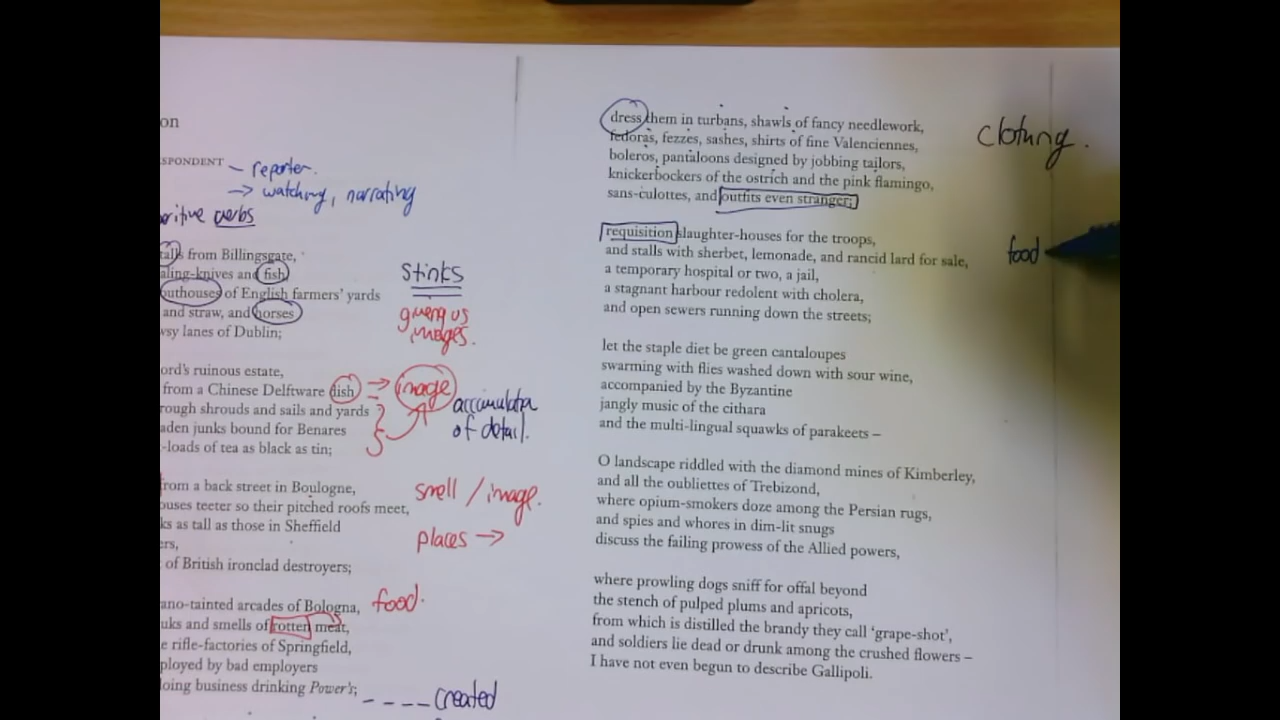 on
SPONDENT – reporter.
→ watching, narrating
verbs
alls from Billingsgate,
aling-knives and fish
outhouses of English farmers' yards
and straw, and horses
wsy lanes of Dublin;
stinks
giving us
images.
ord's ruinous estate,
from a Chinese Delftware dish → image
rough shrouds and sails and yards
aden junks bound for Benares
-loads of tea as black as tin;
of detail.
from a back street in Boulogne,
ouses teeter so their pitched roofs meet,
ks as tall as those in Sheffield
ers,
of British ironclad destroyers;
smell / image.
places →
ano-tainted arcades of Bologna, food.
uks and smells of rotten meat,
e rifle-factories of Springfield,
ployed by bad employers
oing business drinking Power's; – – – – created
dress them in turbans, shawls of fancy needlework,
fedoras, fezzes, sashes, shirts of fine Valenciennes,
boleros, pantaloons designed by jobbing tailors,
knickerbockers of the ostrich and the pink flamingo,
sans-culottes, and outfits even stranger;
clothing.
requisition slaughter-houses for the troops,
and stalls with sherbet, lemonade, and rancid lard for sale,
a temporary hospital or two, a jail,
a stagnant harbour redolent with cholera,
and open sewers running down the streets;
food
let the staple diet be green cantaloupes
swarming with flies washed down with sour wine,
accompanied by the Byzantine
jangly music of the cithara
and the multi-lingual squawks of parakeets –
O landscape riddled with the diamond mines of Kimberley,
and all the oubliettes of Trebizond,
where opium-smokers doze among the Persian rugs,
and spies and whores in dim-lit snugs
discuss the failing prowess of the Allied powers,
where prowling dogs sniff for offal beyond
the stench of pulped plums and apricots,
from which is distilled the brandy they call 'grape-shot',
and soldiers lie dead or drunk among the crushed flowers –
I have not even begun to describe Gallipoli.